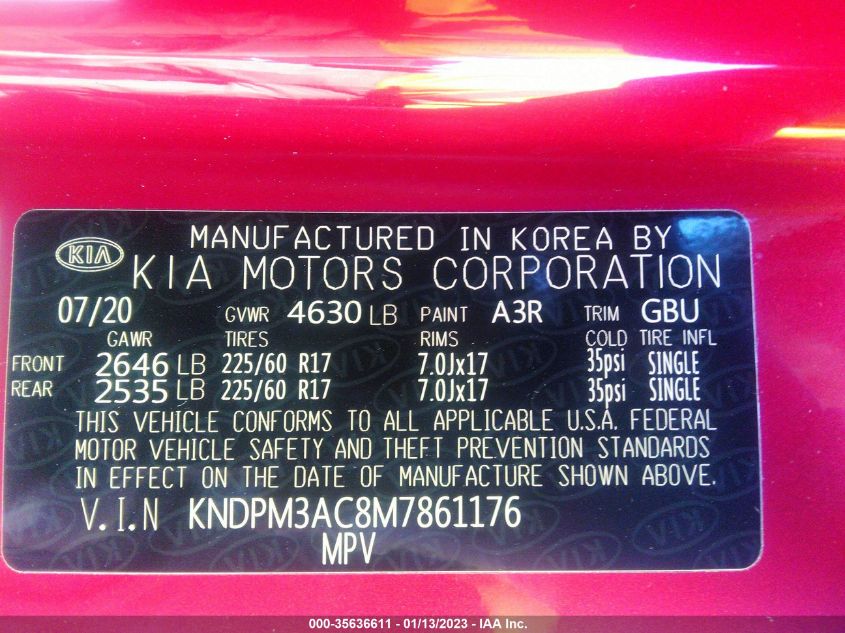 MANUFACTURED IN KOREA BY
KIA KIA MOTORS CORPORATION
07/20 GVWR 4630 LB PAINT A3R TRIM GBU
GAWR TIRES RIMS COLD TIRE INFL
FRONT 2646 LB 225/60 R17 7.0Jx17 35psi SINGLE
REAR 2535 LB 225/60 R17 7.0Jx17 35psi SINGLE
THIS VEHICLE CONFORMS TO ALL APPLICABLE U.S.A. FEDERAL
MOTOR VEHICLE SAFETY AND THEFT PREVENTION STANDARDS
IN EFFECT ON THE DATE OF MANUFACTURE SHOWN ABOVE.
V.I.N KNDPM3AC8M7861176
MPV
000-35636611 - 01/13/2023 - IAA Inc.